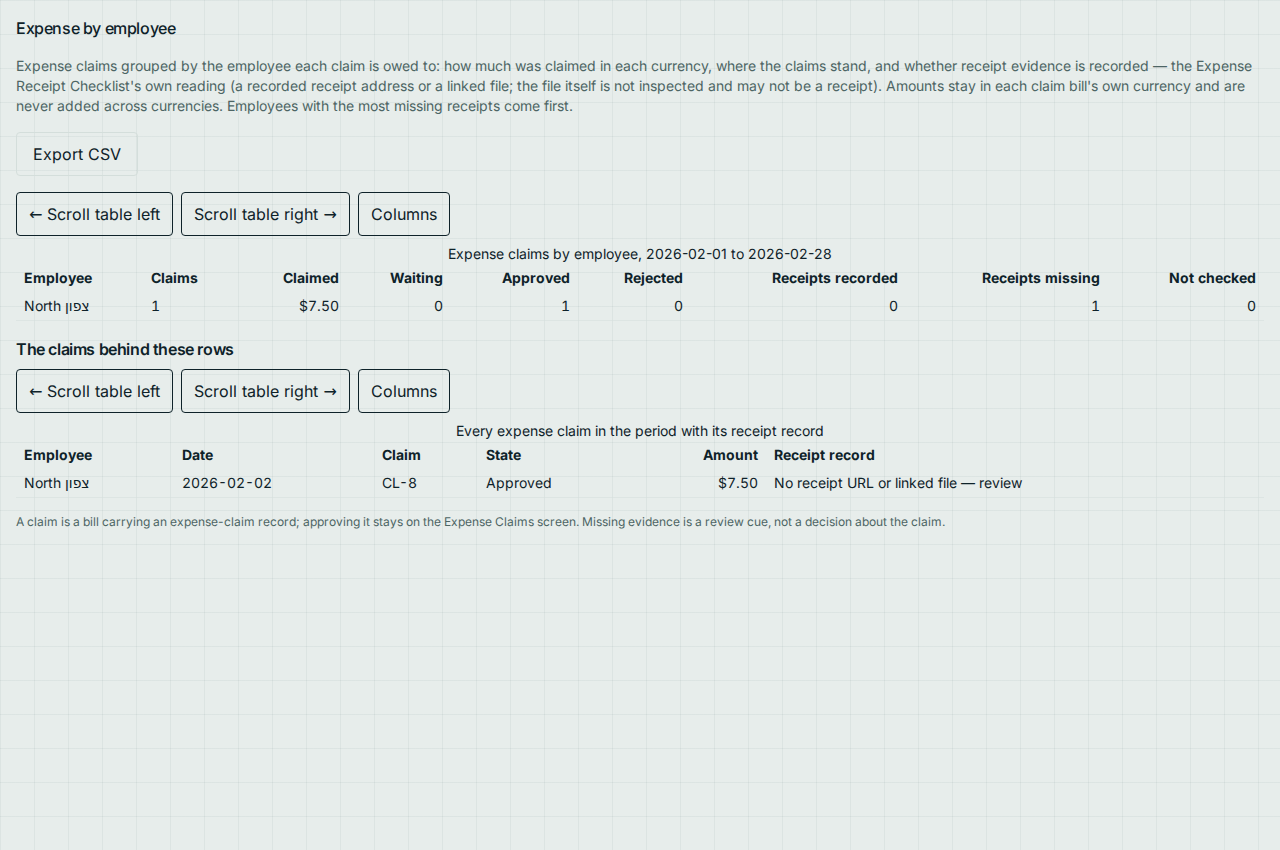 Expense by employee
Expense claims grouped by the employee each claim is owed to: how much was claimed in each currency, where the claims stand, and whether receipt evidence is recorded — the Expense
Receipt Checklist's own reading (a recorded receipt address or a linked file; the file itself is not inspected and may not be a receipt). Amounts stay in each claim bill's own currency and are
never added across currencies. Employees with the most missing receipts come first.
Export CSV
← Scroll table left Scroll table right → Columns
Expense claims by employee, 2026-02-01 to 2026-02-28
Employee Claims Claimed Waiting Approved Rejected Receipts recorded Receipts missing Not checked
North צפון 1 $7.50 0 1 0 0 1 0
The claims behind these rows
← Scroll table left Scroll table right → Columns
Every expense claim in the period with its receipt record
Employee Date Claim State Amount Receipt record
North צפון 2026-02-02 CL-8 Approved $7.50 No receipt URL or linked file — review
A claim is a bill carrying an expense-claim record; approving it stays on the Expense Claims screen. Missing evidence is a review cue, not a decision about the claim.